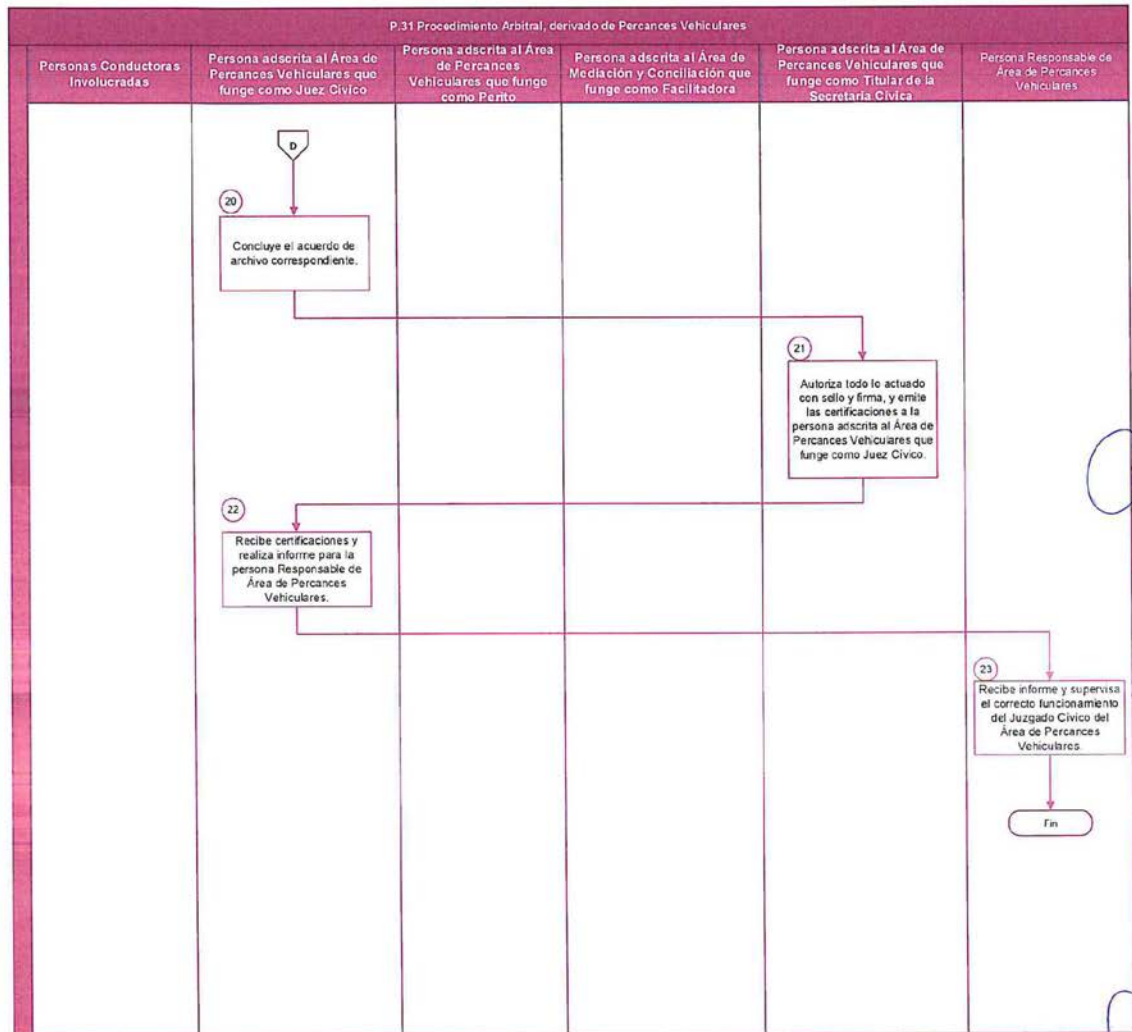 P.31 Procedimiento Arbitral, derivado de Percances Vehiculares
Personas Conductoras
Involucradas
Persona adscrita al Área de
Percances Vehiculares que
funge como Juez Cívico
Persona adscrita al Área
de Percances
Vehiculares que funge
como Perito
Persona adscrita al Área de
Mediación y Conciliación que
funge como Facilitadora
Persona adscrita al Área de
Percances Vehiculares que
funge como Titular de la
Secretaría Cívica
Persona Responsable de
Área de Percances
Vehiculares
D
20
Concluye el acuerdo de
archivo correspondiente.
21
Autoriza todo lo actuado
con sello y firma, y emite
las certificaciones a la
persona adscrita al Área de
Percances Vehiculares que
funge como Juez Cívico.
22
Recibe certificaciones y
realiza informe para la
persona Responsable de
Área de Percances
Vehiculares.
23
Recibe informe y supervisa
el correcto funcionamiento
del Juzgado Cívico del
Área de Percances
Vehiculares.
Fin